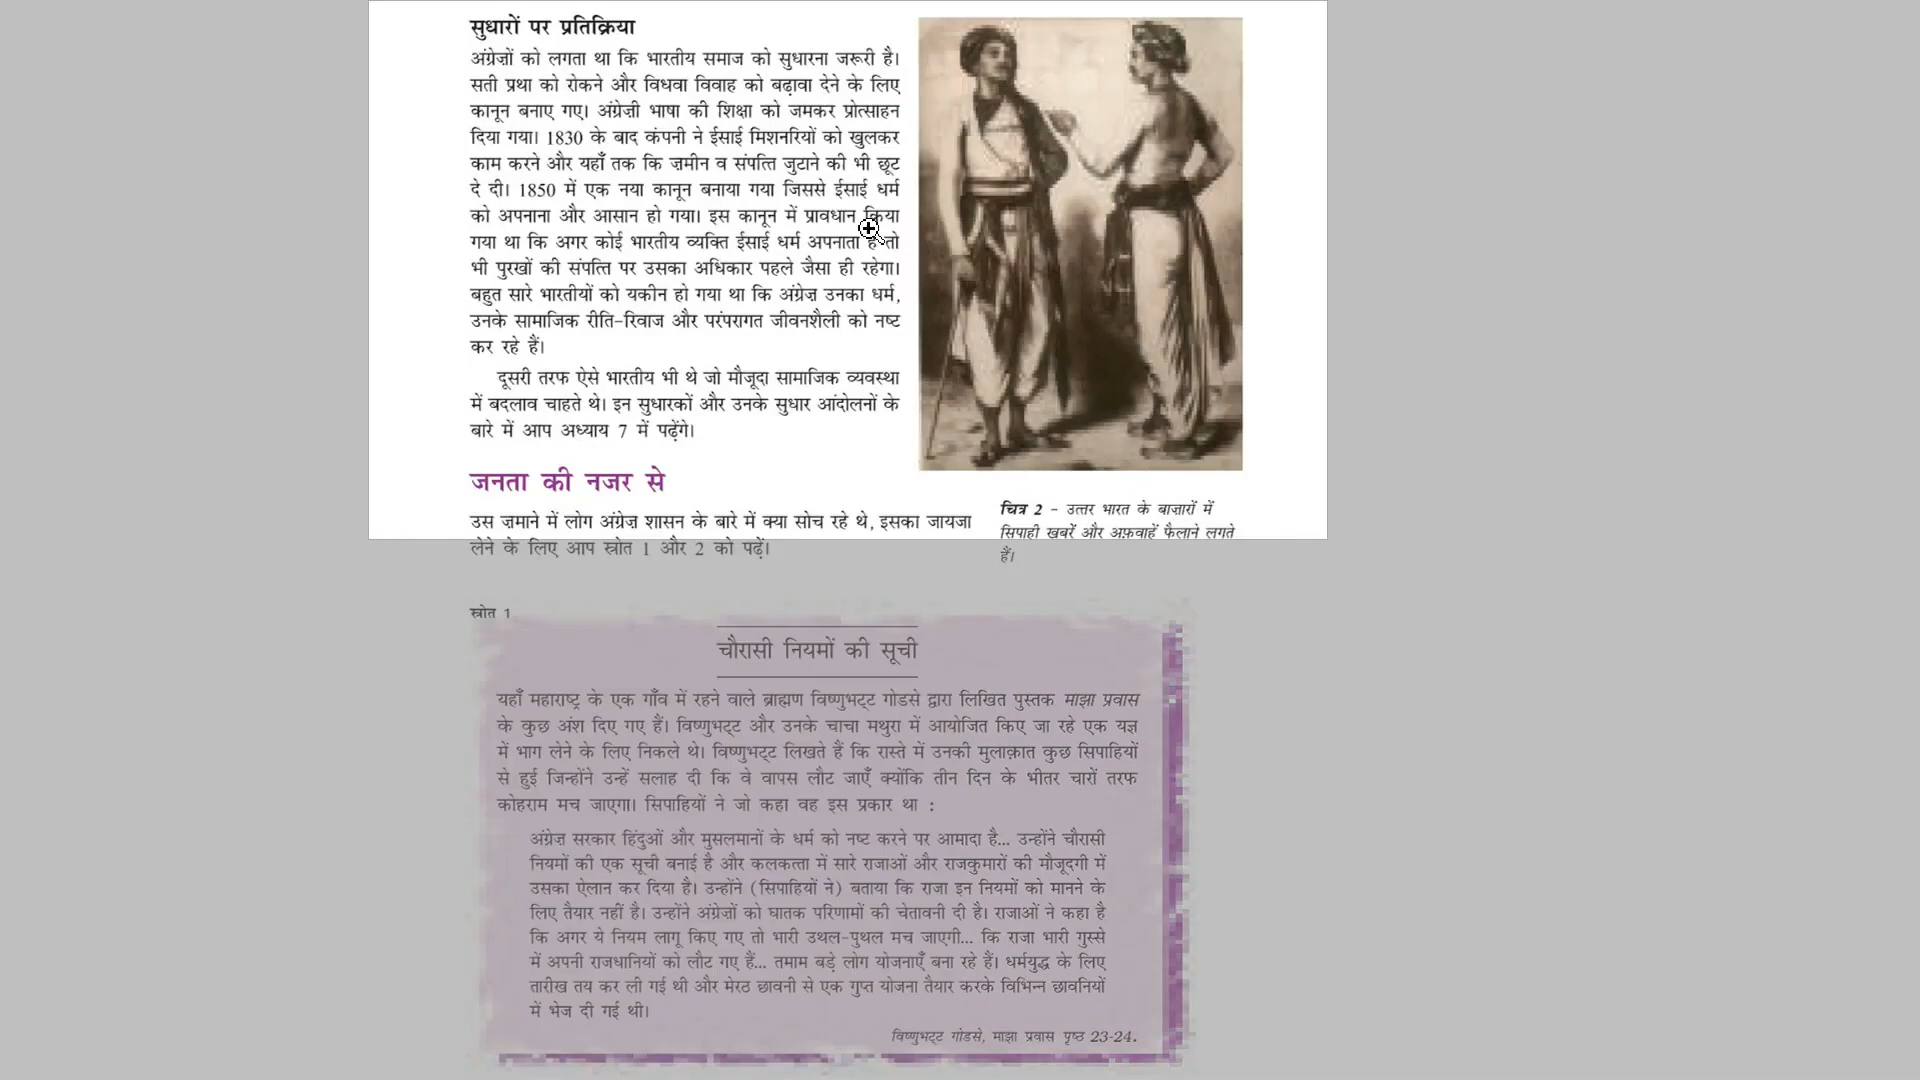 सुधारों पर प्रतिक्रिया
अंग्रेज़ों को लगता था कि भारतीय समाज को सुधारना जरूरी है।
सती प्रथा को रोकने और विधवा विवाह को बढ़ावा देने के लिए
कानून बनाए गए। अंग्रेज़ी भाषा की शिक्षा को जमकर प्रोत्साहन
दिया गया। 1830 के बाद कंपनी ने ईसाई मिशनरियों को खुलकर
काम करने और यहाँ तक कि ज़मीन व संपत्ति जुटाने की भी छूट
दे दी। 1850 में एक नया कानून बनाया गया जिससे ईसाई धर्म
को अपनाना और आसान हो गया। इस कानून में प्रावधान किया
गया था कि अगर कोई भारतीय व्यक्ति ईसाई धर्म अपनाता है तो
भी पुरखों की संपत्ति पर उसका अधिकार पहले जैसा ही रहेगा।
बहुत सारे भारतीयों को यकीन हो गया था कि अंग्रेज़ उनका धर्म,
उनके सामाजिक रीति-रिवाज और परंपरागत जीवनशैली को नष्ट
कर रहे हैं।
दूसरी तरफ ऐसे भारतीय भी थे जो मौजूदा सामाजिक व्यवस्था
में बदलाव चाहते थे। इन सुधारकों और उनके सुधार आंदोलनों के
बारे में आप अध्याय 7 में पढ़ेंगे।
जनता की नजर से
उस ज़माने में लोग अंग्रेज़ शासन के बारे में क्या सोच रहे थे, इसका जायजा
लेने के लिए आप स्रोत 1 और 2 को पढ़ें।
चित्र 2 - उत्तर भारत के बाज़ारों में
सिपाही खबरें और अफ़वाहें फैलाने लगते
हैं।
स्रोत 1
चौरासी नियमों की सूची
यहाँ महाराष्ट्र के एक गाँव में रहने वाले ब्राह्मण विष्णुभट्ट गोडसे द्वारा लिखित पुस्तक माझा प्रवास
के कुछ अंश दिए गए हैं। विष्णुभट्ट और उनके चाचा मथुरा में आयोजित किए जा रहे एक यज्ञ
में भाग लेने के लिए निकले थे। विष्णुभट्ट लिखते हैं कि रास्ते में उनकी मुलाक़ात कुछ सिपाहियों
से हुई जिन्होंने उन्हें सलाह दी कि वे वापस लौट जाएँ क्योंकि तीन दिन के भीतर चारों तरफ
कोहराम मच जाएगा। सिपाहियों ने जो कहा वह इस प्रकार था :
अंग्रेज़ सरकार हिंदुओं और मुसलमानों के धर्म को नष्ट करने पर आमादा है... उन्होंने चौरासी
नियमों की एक सूची बनाई है और कलकत्ता में सारे राजाओं और राजकुमारों की मौजूदगी में
उसका ऐलान कर दिया है। उन्होंने (सिपाहियों ने) बताया कि राजा इन नियमों को मानने के
लिए तैयार नहीं है। उन्होंने अंग्रेज़ों को घातक परिणामों की चेतावनी दी है। राजाओं ने कहा है
कि अगर ये नियम लागू किए गए तो भारी उथल-पुथल मच जाएगी... कि राजा भारी गुस्से
में अपनी राजधानियों को लौट गए हैं... तमाम बड़े लोग योजनाएँ बना रहे हैं। धर्मयुद्ध के लिए
तारीख तय कर ली गई थी और मेरठ छावनी से एक गुप्त योजना तैयार करके विभिन्न छावनियों
में भेज दी गई थी।
विष्णुभट्ट गोडसे, माझा प्रवास पृष्ठ 23-24.